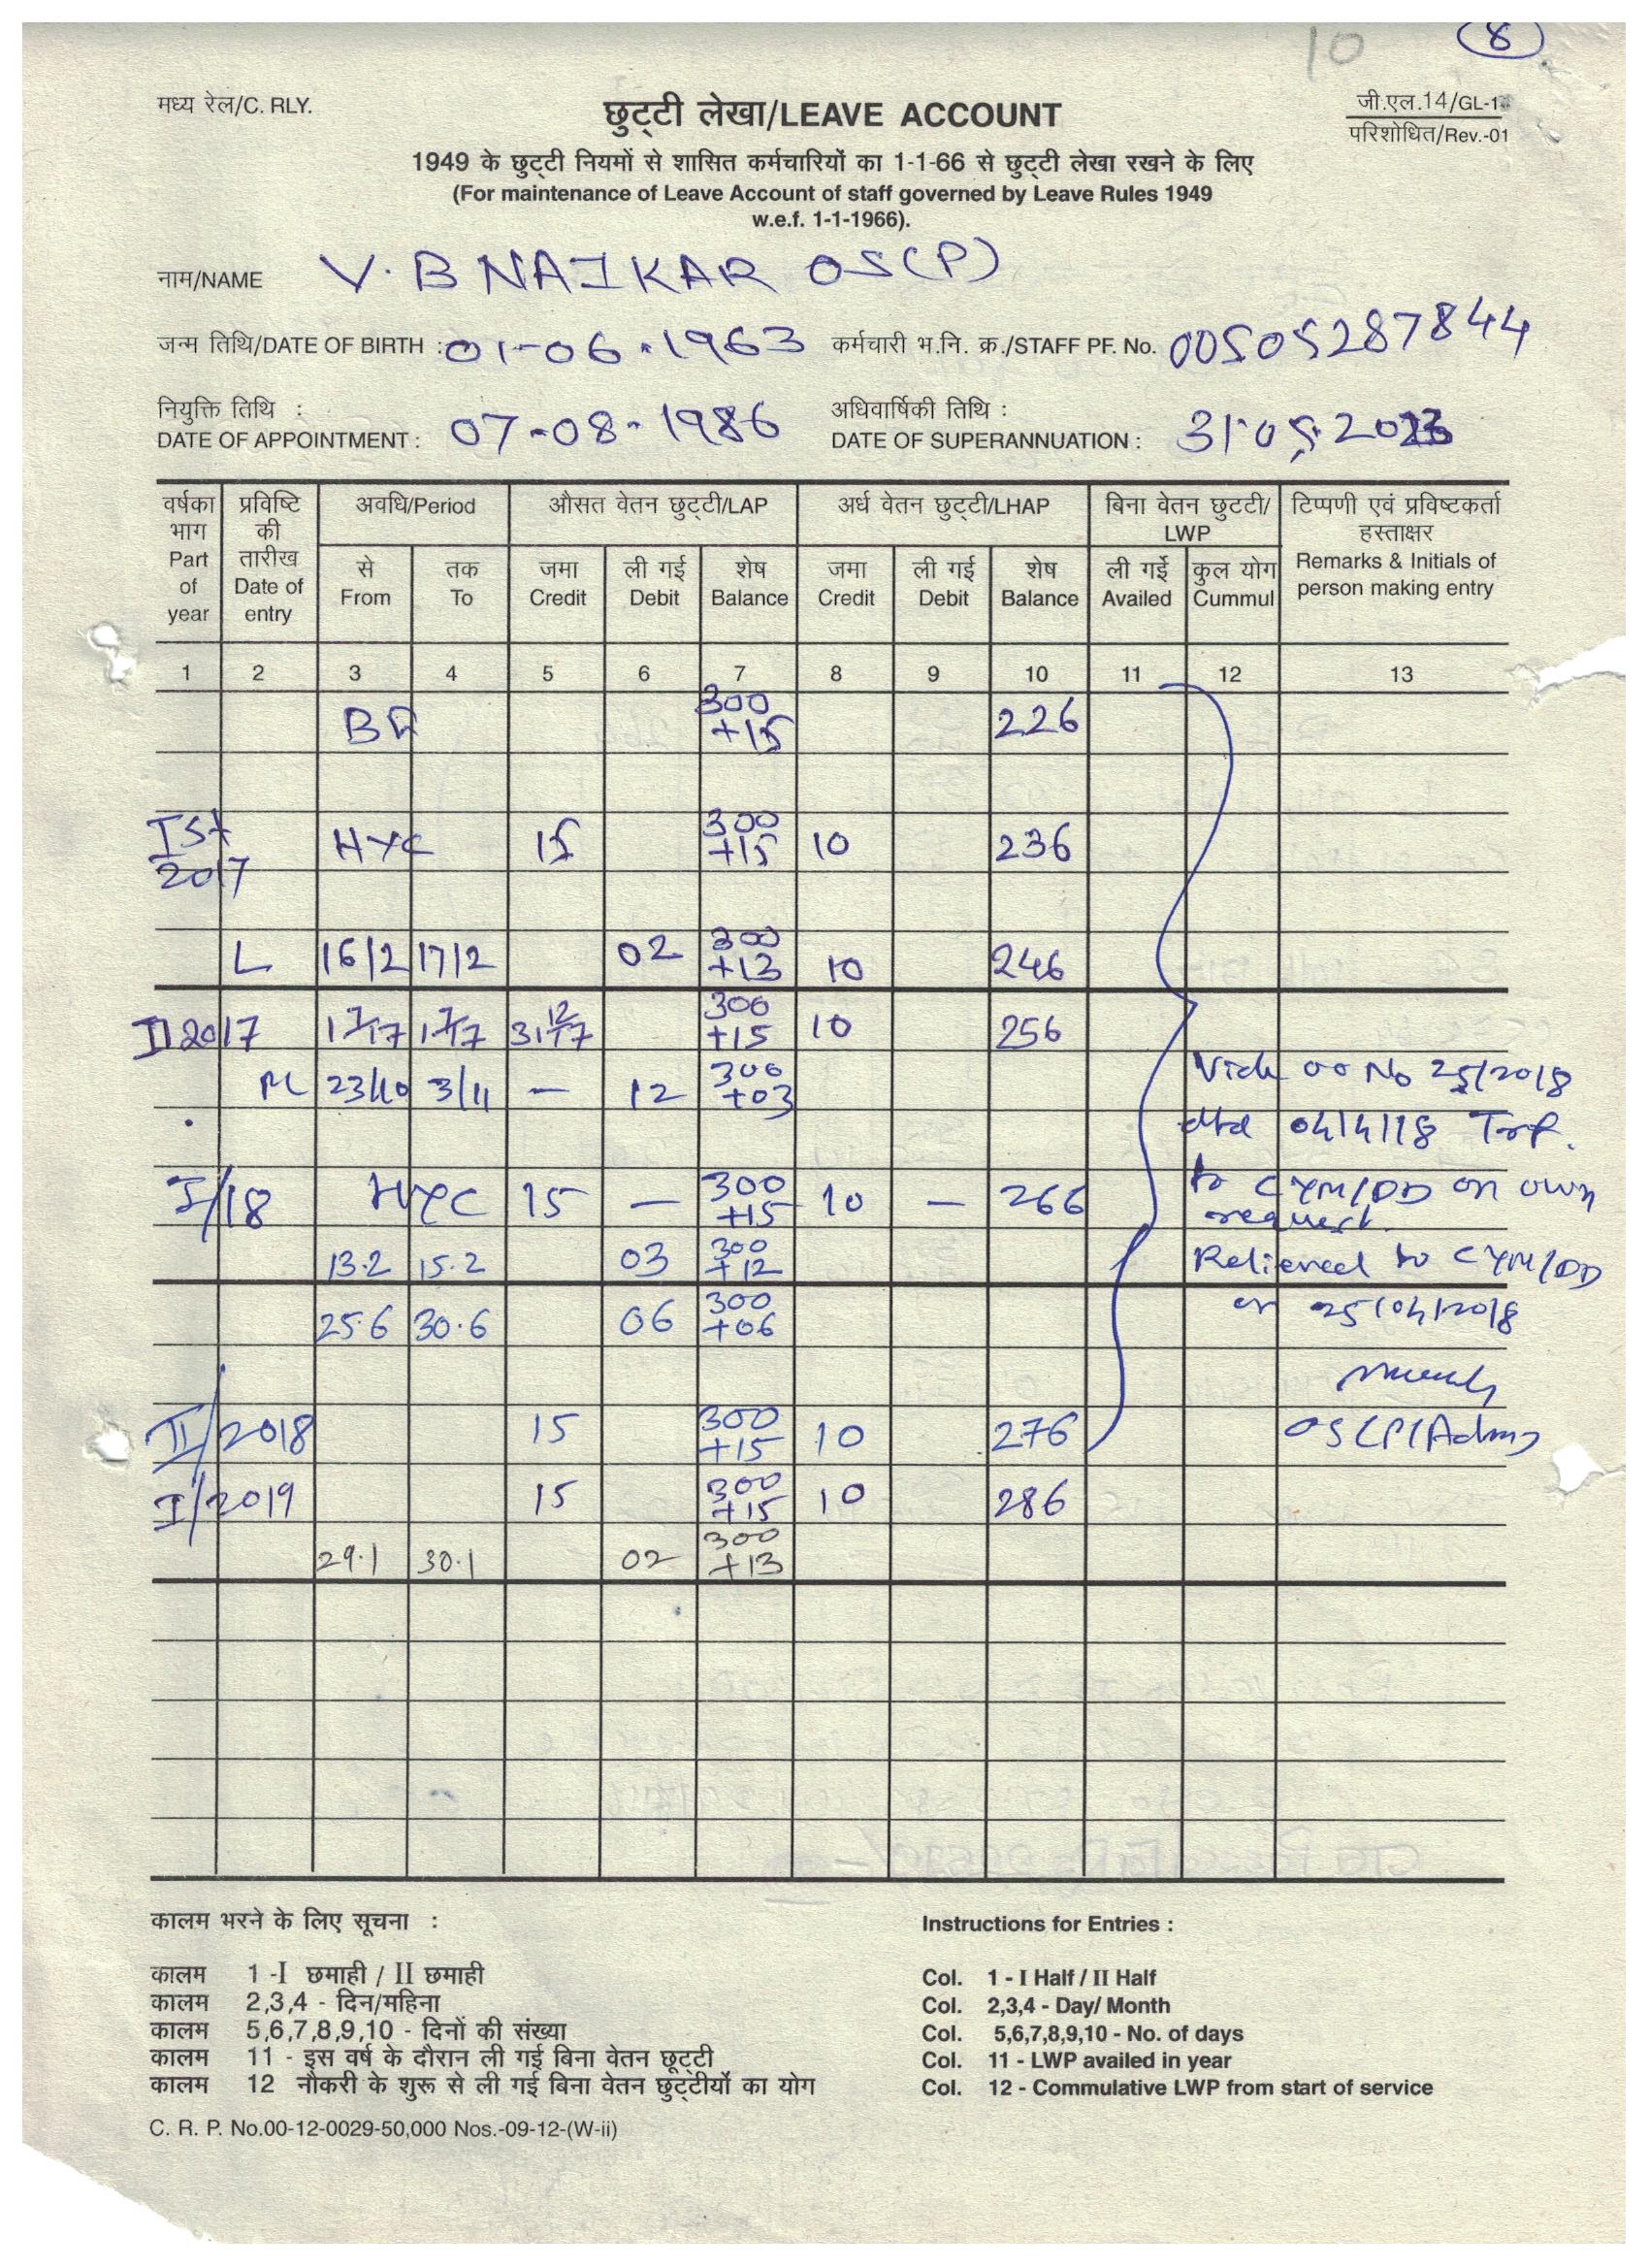 10
8
मध्य रेल/C. RLY.
छुट्टी लेखा/LEAVE ACCOUNT
जी.एल.14/GL-1
परिशोधित/Rev.-01
1949 के छुट्टी नियमों से शासित कर्मचारियों का 1-1-66 से छुट्टी लेखा रखने के लिए
(For maintenance of Leave Account of staff governed by Leave Rules 1949
w.e.f. 1-1-1966).
नाम/NAME V. B NAIKAR OS(P)
जन्म तिथि/DATE OF BIRTH : 01-06-1963 कर्मचारी भ.नि. क्र./STAFF PF. No. 00505287844
नियुक्ति तिथि : अधिवार्षिकी तिथि :
DATE OF APPOINTMENT : 07-08-1986 DATE OF SUPERANNUATION : 31.05.2023
वर्षका भाग Part of year | प्रविष्टि की तारीख Date of entry | अवधि/Period | औसत वेतन छुट्टी/LAP | अर्ध वेतन छुट्टी/LHAP | बिना वेतन छुटटी/ LWP | टिप्पणी एवं प्रविष्टकर्ता हस्ताक्षर Remarks & Initials of person making entry
से From | तक To | जमा Credit | ली गई Debit | शेष Balance | जमा Credit | ली गई Debit | शेष Balance | ली गई Availed | कुल योग Cummul
1 2 3 4 5 6 7 8 9 10 11 12 13
300 +15 226
Ist 2017 HYC 15 300 +15 10 236
L 16/2 17/2 02 300 +13 10 246
II 2017 1/7/17 1/7/17 31/12/17 300 +15 10 256
23/10 3/11 — 12 300 +03 Vide OO No 25/2018
dtd 04/4/18 Trf.
I/18 HYC 15 — 300 +15 10 — 266 to CYM/DD on own request.
13.2 15.2 03 300 +12 Relieved to CYM/DD
25.6 30.6 06 300 +06 on 25/04/2018
II/2018 15 300 +15 10 276 OS(P(Adm)
I/2019 15 300 +15 10 286
29.1 30.1 02 300 +13
कालम भरने के लिए सूचना :
कालम 1 -I छमाही / II छमाही
कालम 2,3,4 - दिन/महिना
कालम 5,6,7,8,9,10 - दिनों की संख्या
कालम 11 - इस वर्ष के दौरान ली गई बिना वेतन छूट्टी
कालम 12 नौकरी के शुरू से ली गई बिना वेतन छुट्टीयों का योग
C. R. P. No.00-12-0029-50,000 Nos.-09-12-(W-ii)
Instructions for Entries :
Col. 1 - I Half / II Half
Col. 2,3,4 - Day/ Month
Col. 5,6,7,8,9,10 - No. of days
Col. 11 - LWP availed in year
Col. 12 - Commulative LWP from start of service